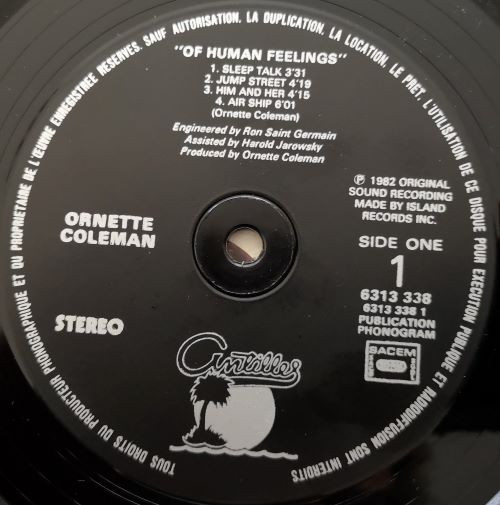 TOUS DROITS DU PRODUCTEUR PHONOGRAPHIQUE ET DU PROPRIETAIRE DE L'ŒUVRE ENREGISTREE RESERVES. SAUF AUTORISATION, LA DUPLICATION, LA LOCATION, LE PRET, L'UTILISATION DE CE DISQUE POUR EXECUTION PUBLIQUE ET RADIODIFFUSION SONT INTERDITS
"OF HUMAN FEELINGS"
1. SLEEP TALK 3'31
2. JUMP STREET 4'19
3. HIM AND HER 4'15
4. AIR SHIP 6'01
(Ornette Coleman)
Engineered by Ron Saint Germain
Assisted by Harold Jarowsky
Produced by Ornette Coleman
ORNETTE
COLEMAN
STEREO
℗ 1982 ORIGINAL
SOUND RECORDING
MADE BY ISLAND
RECORDS INC.
SIDE ONE
1
6313 338
6313 338 1
PUBLICATION
PHONOGRAM
SACEM
Antilles